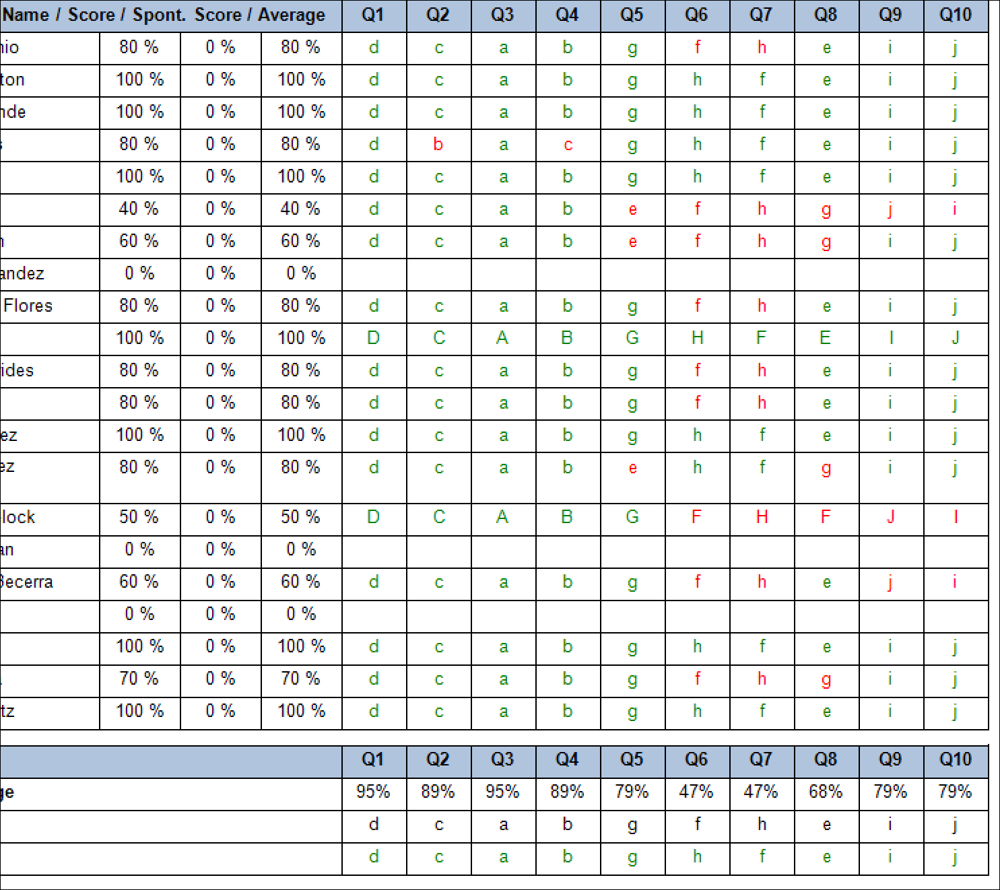 Name / Score / Spont. Score / Average Q1 Q2 Q3 Q4 Q5 Q6 Q7 Q8 Q9 Q10
nio 80 % 0 % 80 % d c a b g f h e i j
ton 100 % 0 % 100 % d c a b g h f e i j
nde 100 % 0 % 100 % d c a b g h f e i j
s 80 % 0 % 80 % d b a c g h f e i j
100 % 0 % 100 % d c a b g h f e i j
40 % 0 % 40 % d c a b e f h g j i
n 60 % 0 % 60 % d c a b e f h g i j
andez 0 % 0 % 0 %
Flores 80 % 0 % 80 % d c a b g f h e i j
100 % 0 % 100 % D C A B G H F E I J
ides 80 % 0 % 80 % d c a b g f h e i j
80 % 0 % 80 % d c a b g f h e i j
ez 100 % 0 % 100 % d c a b g h f e i j
ez 80 % 0 % 80 % d c a b e h f g i j
lock 50 % 0 % 50 % D C A B G F H F J I
an 0 % 0 % 0 %
Becerra 60 % 0 % 60 % d c a b g f h e j i
0 % 0 % 0 %
100 % 0 % 100 % d c a b g h f e i j
70 % 0 % 70 % d c a b g f h g i j
tz 100 % 0 % 100 % d c a b g h f e i j
Q1 Q2 Q3 Q4 Q5 Q6 Q7 Q8 Q9 Q10
ge 95% 89% 95% 89% 79% 47% 47% 68% 79% 79%
d c a b g f h e i j
d c a b g h f e i j